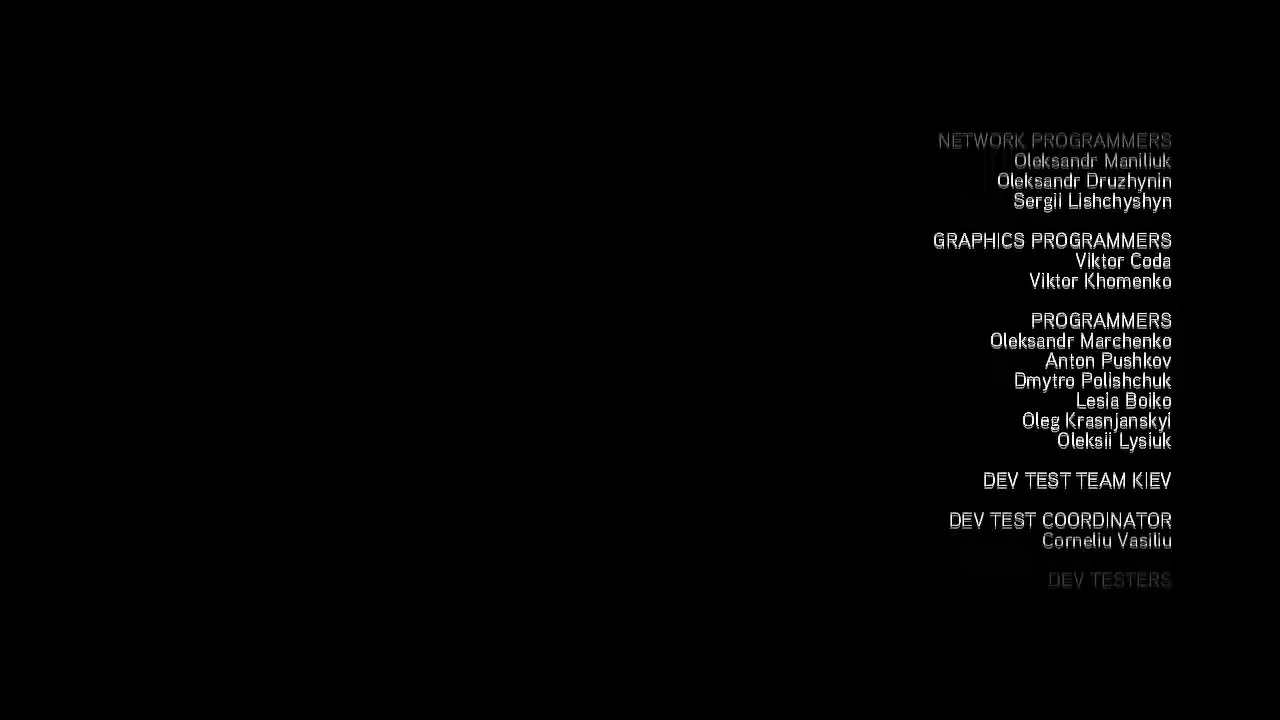 NETWORK PROGRAMMERS
Oleksandr Maniliuk
Oleksandr Druzhynin
Sergii Lishchyshyn
GRAPHICS PROGRAMMERS
Viktor Coda
Viktor Khomenko
PROGRAMMERS
Oleksandr Marchenko
Anton Pushkov
Dmytro Polishchuk
Lesia Boiko
Oleg Krasnjanskyi
Oleksii Lysiuk
DEV TEST TEAM KIEV
DEV TEST COORDINATOR
Corneliu Vasiliu
DEV TESTERS